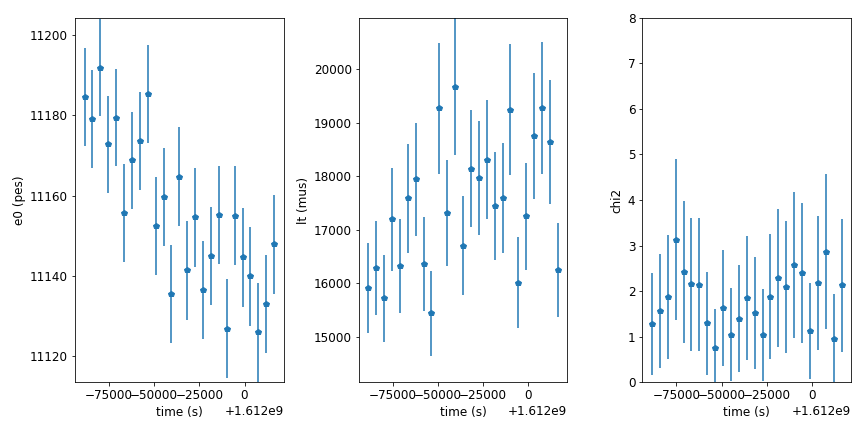 11200
11180
11160
11140
11120
e0 (pes)
−75000 −50000 −25000 0
time (s)
+1.612e9
20000
19000
18000
17000
16000
15000
lt (mus)
−75000 −50000 −25000 0
time (s)
+1.612e9
8
7
6
5
4
3
2
1
0
chi2
−75000 −50000 −25000 0
time (s)
+1.612e9